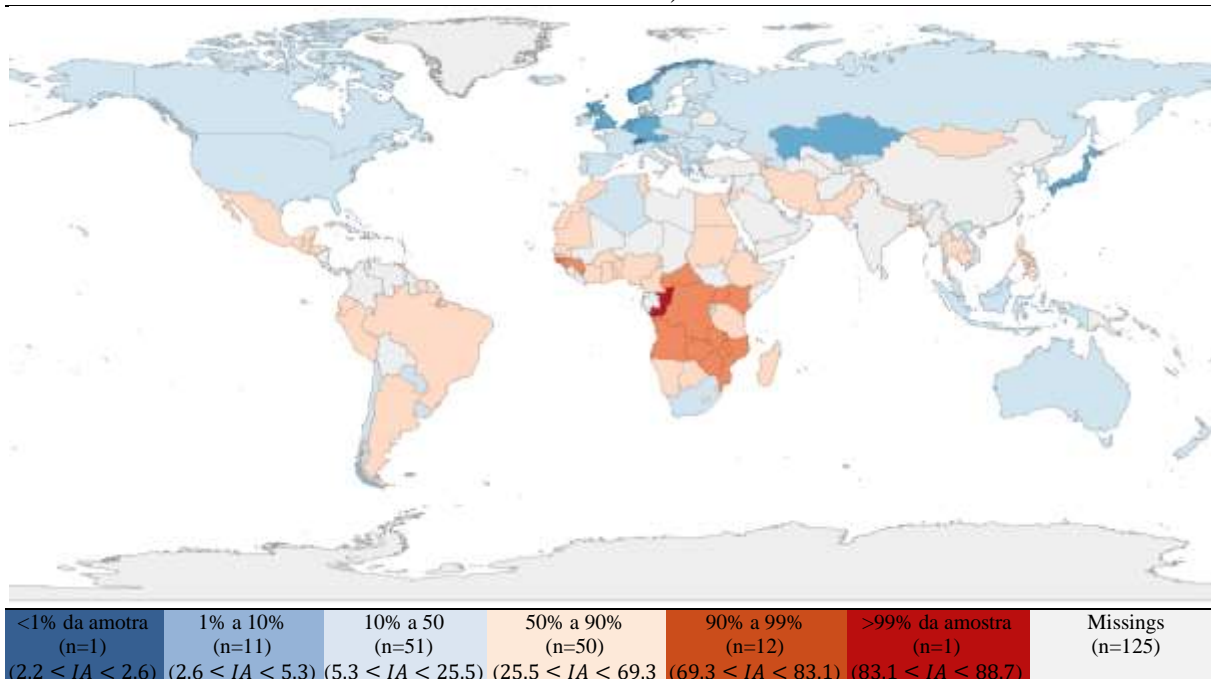 <1% da amotra
(n=1)
(2.2 < IA < 2.6)
1% a 10%
(n=11)
(2.6 < IA < 5.3)
10% a 50
(n=51)
(5.3 < IA < 25.5)
50% a 90%
(n=50)
(25.5 < IA < 69.3
90% a 99%
(n=12)
(69.3 < IA < 83.1)
>99% da amostra
(n=1)
(83.1 < IA < 88.7)
Missings
(n=125)